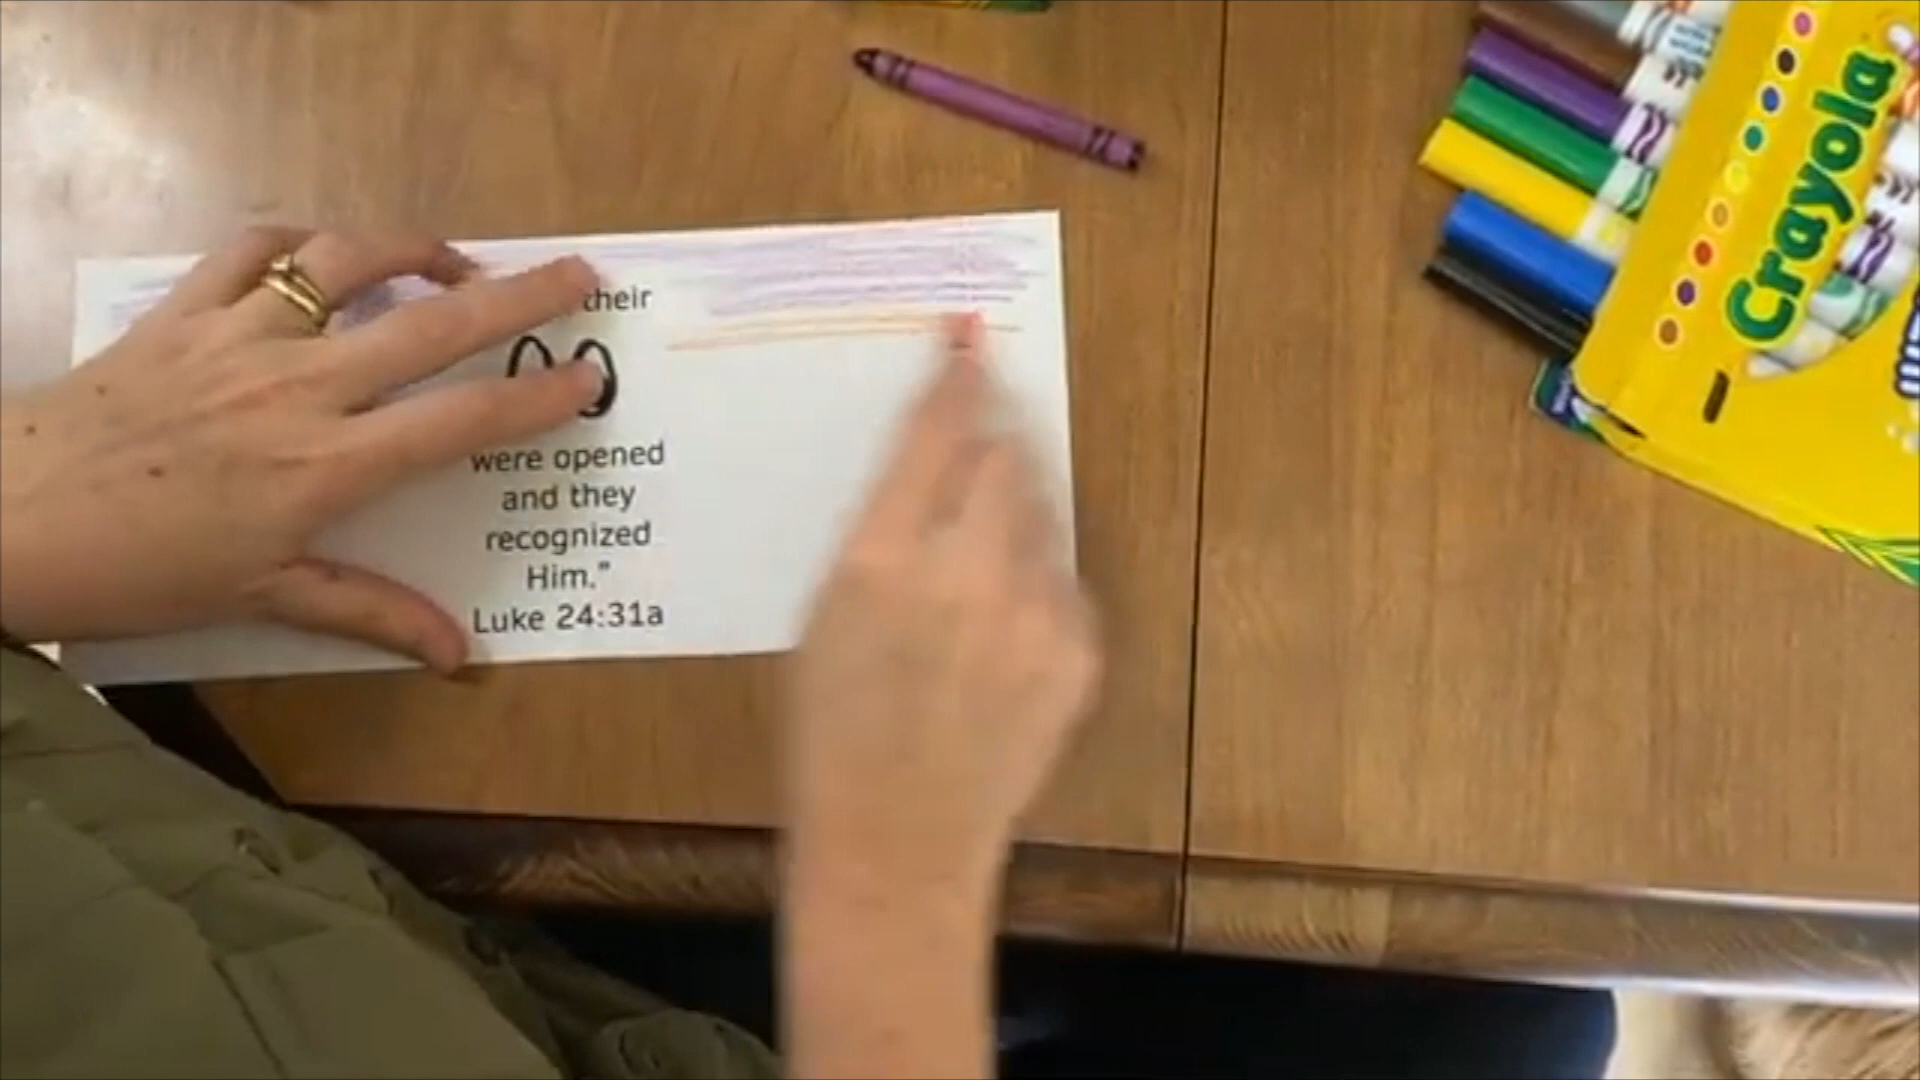 their
were opened
and they
recognized
Him."
Luke 24:31a
Crayola